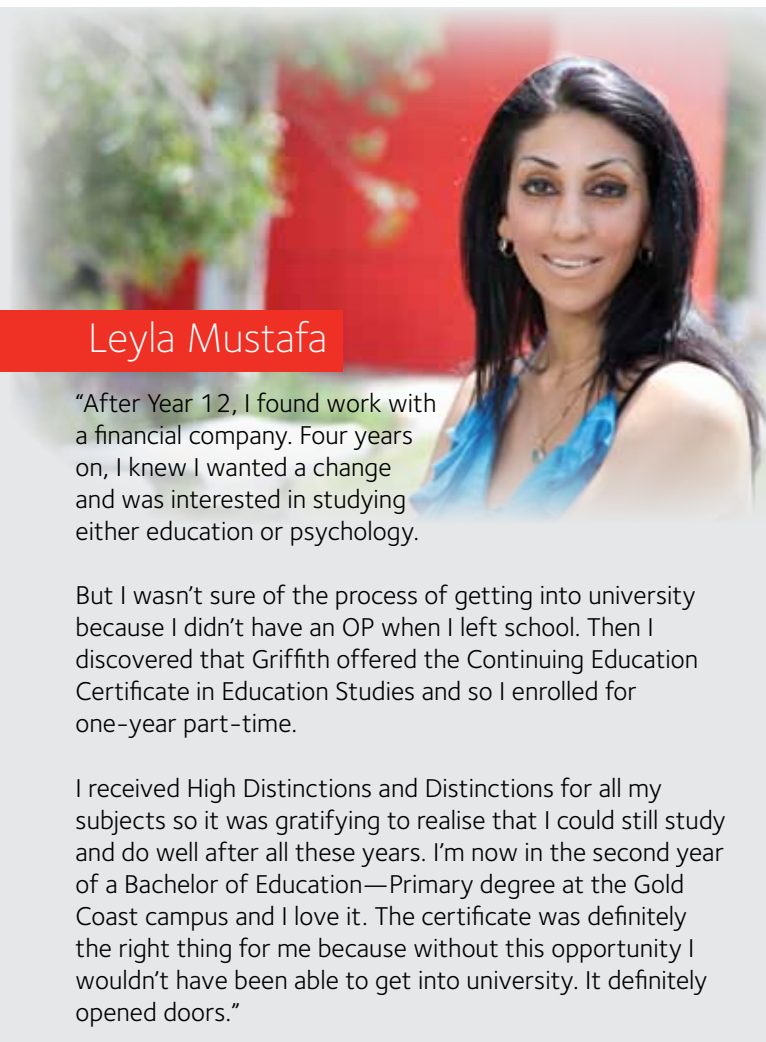 Leyla Mustafa
“After Year 12, I found work with
a financial company. Four years
on, I knew I wanted a change
and was interested in studying
either education or psychology.
But I wasn’t sure of the process of getting into university
because I didn’t have an OP when I left school. Then I
discovered that Griffith offered the Continuing Education
Certificate in Education Studies and so I enrolled for
one-year part-time.
I received High Distinctions and Distinctions for all my
subjects so it was gratifying to realise that I could still study
and do well after all these years. I’m now in the second year
of a Bachelor of Education—Primary degree at the Gold
Coast campus and I love it. The certificate was definitely
the right thing for me because without this opportunity I
wouldn’t have been able to get into university. It definitely
opened doors.”